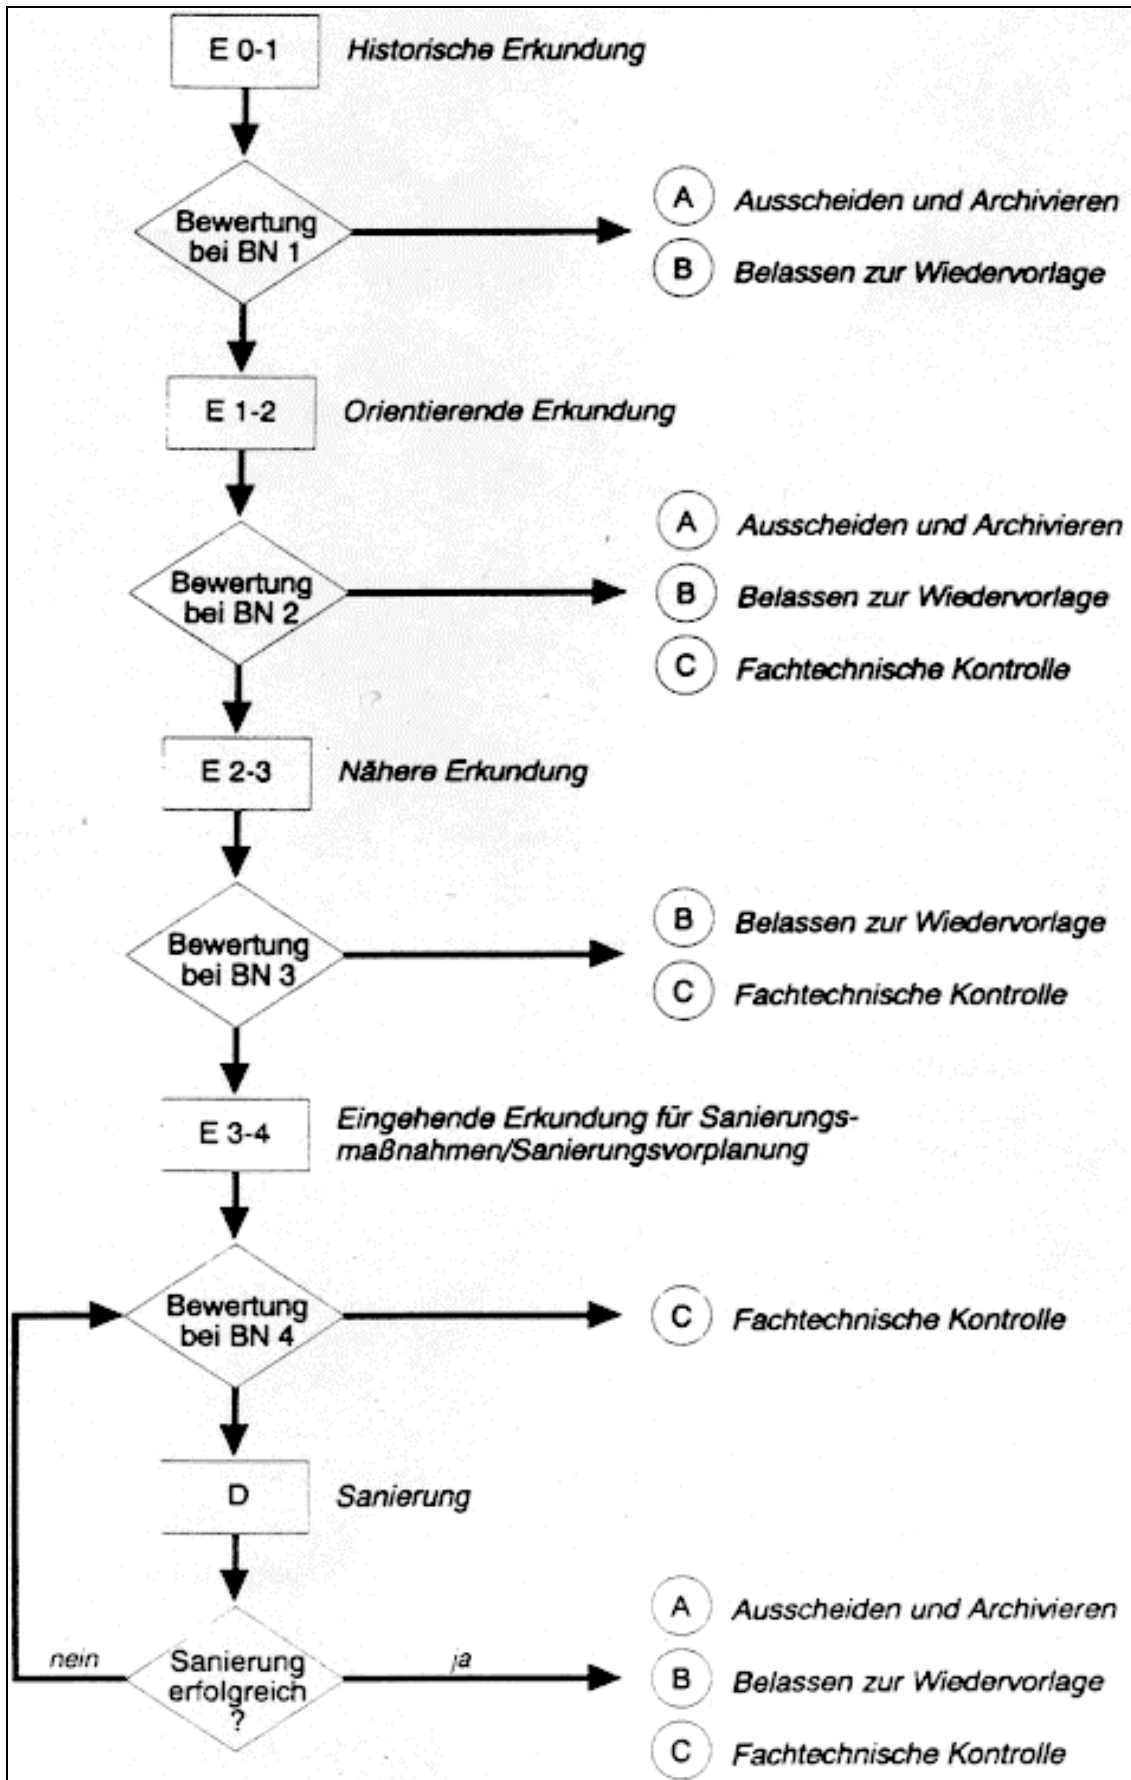 E 0-1 Historische Erkundung
Bewertung
bei BN 1
A Ausscheiden und Archivieren
B Belassen zur Wiedervorlage
E 1-2 Orientierende Erkundung
Bewertung
bei BN 2
A Ausscheiden und Archivieren
B Belassen zur Wiedervorlage
C Fachtechnische Kontrolle
E 2-3 Nähere Erkundung
Bewertung
bei BN 3
B Belassen zur Wiedervorlage
C Fachtechnische Kontrolle
E 3-4 Eingehende Erkundung für Sanierungs-
maßnahmen/Sanierungsvorplanung
Bewertung
bei BN 4
C Fachtechnische Kontrolle
D Sanierung
nein
Sanierung
erfolgreich
?
ja
A Ausscheiden und Archivieren
B Belassen zur Wiedervorlage
C Fachtechnische Kontrolle